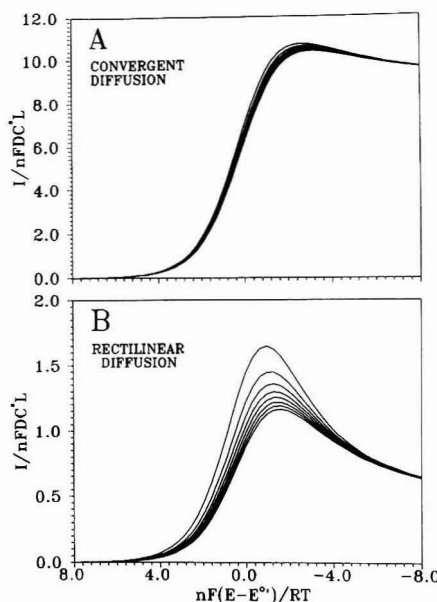 12.0
10.0
8.0
6.0
4.0
2.0
0.0
I/nFDC*L
A
CONVERGENT
DIFFUSION
2.0
1.5
1.0
0.5
0.0
I/nFDC*L
B
RECTILINEAR
DIFFUSION
8.0 4.0 0.0 -4.0 -8.0
nF(E-E°')/RT